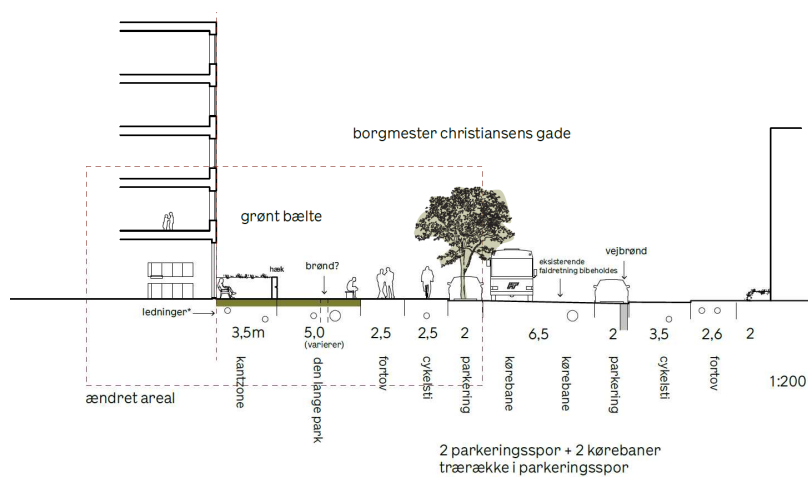 borgmester christiansens gade
grønt bælte
vejbrønd
eksisterende
faldretning bibeholdes
hæk
brønd?
ledninger*
3,5m
5,0
(varierer)
2,5
2,5
2
6,5
2
3,5
2,6
2
kantzone
den lange park
fortov
cykelsti
parkering
kørebane
kørebane
parkering
cykelsti
fortov
1:200
ændret areal
2 parkeringsspor + 2 kørebaner
trærække i parkeringsspor